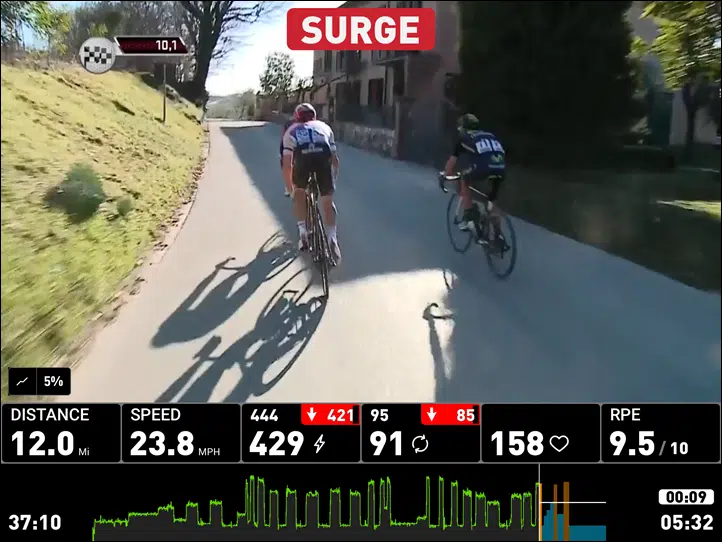 SURGE
10,1
5%
DISTANCE
12.0 Mi
SPEED
23.8 MPH
444 421
429
95 85
91
158
RPE
9.5 / 10
37:10
00:09
05:32